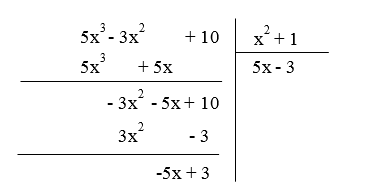 5x³ - 3x² + 10 x² + 1
5x³ + 5x 5x - 3
- 3x² - 5x + 10
3x² - 3
-5x + 3